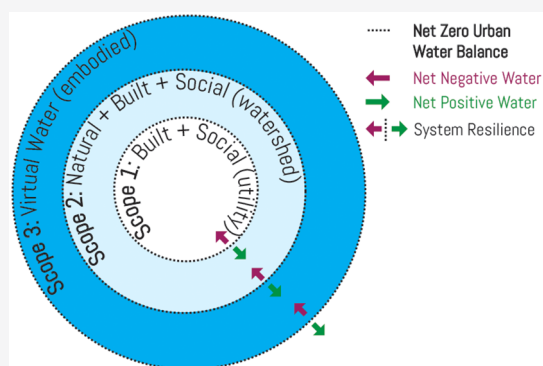 Scope 3: Virtual Water (embodied)
Scope 2: Natural + Built + Social (watershed)
Scope 1: Built + Social (utility)
Net Zero Urban
Water Balance
Net Negative Water
Net Positive Water
System Resilience